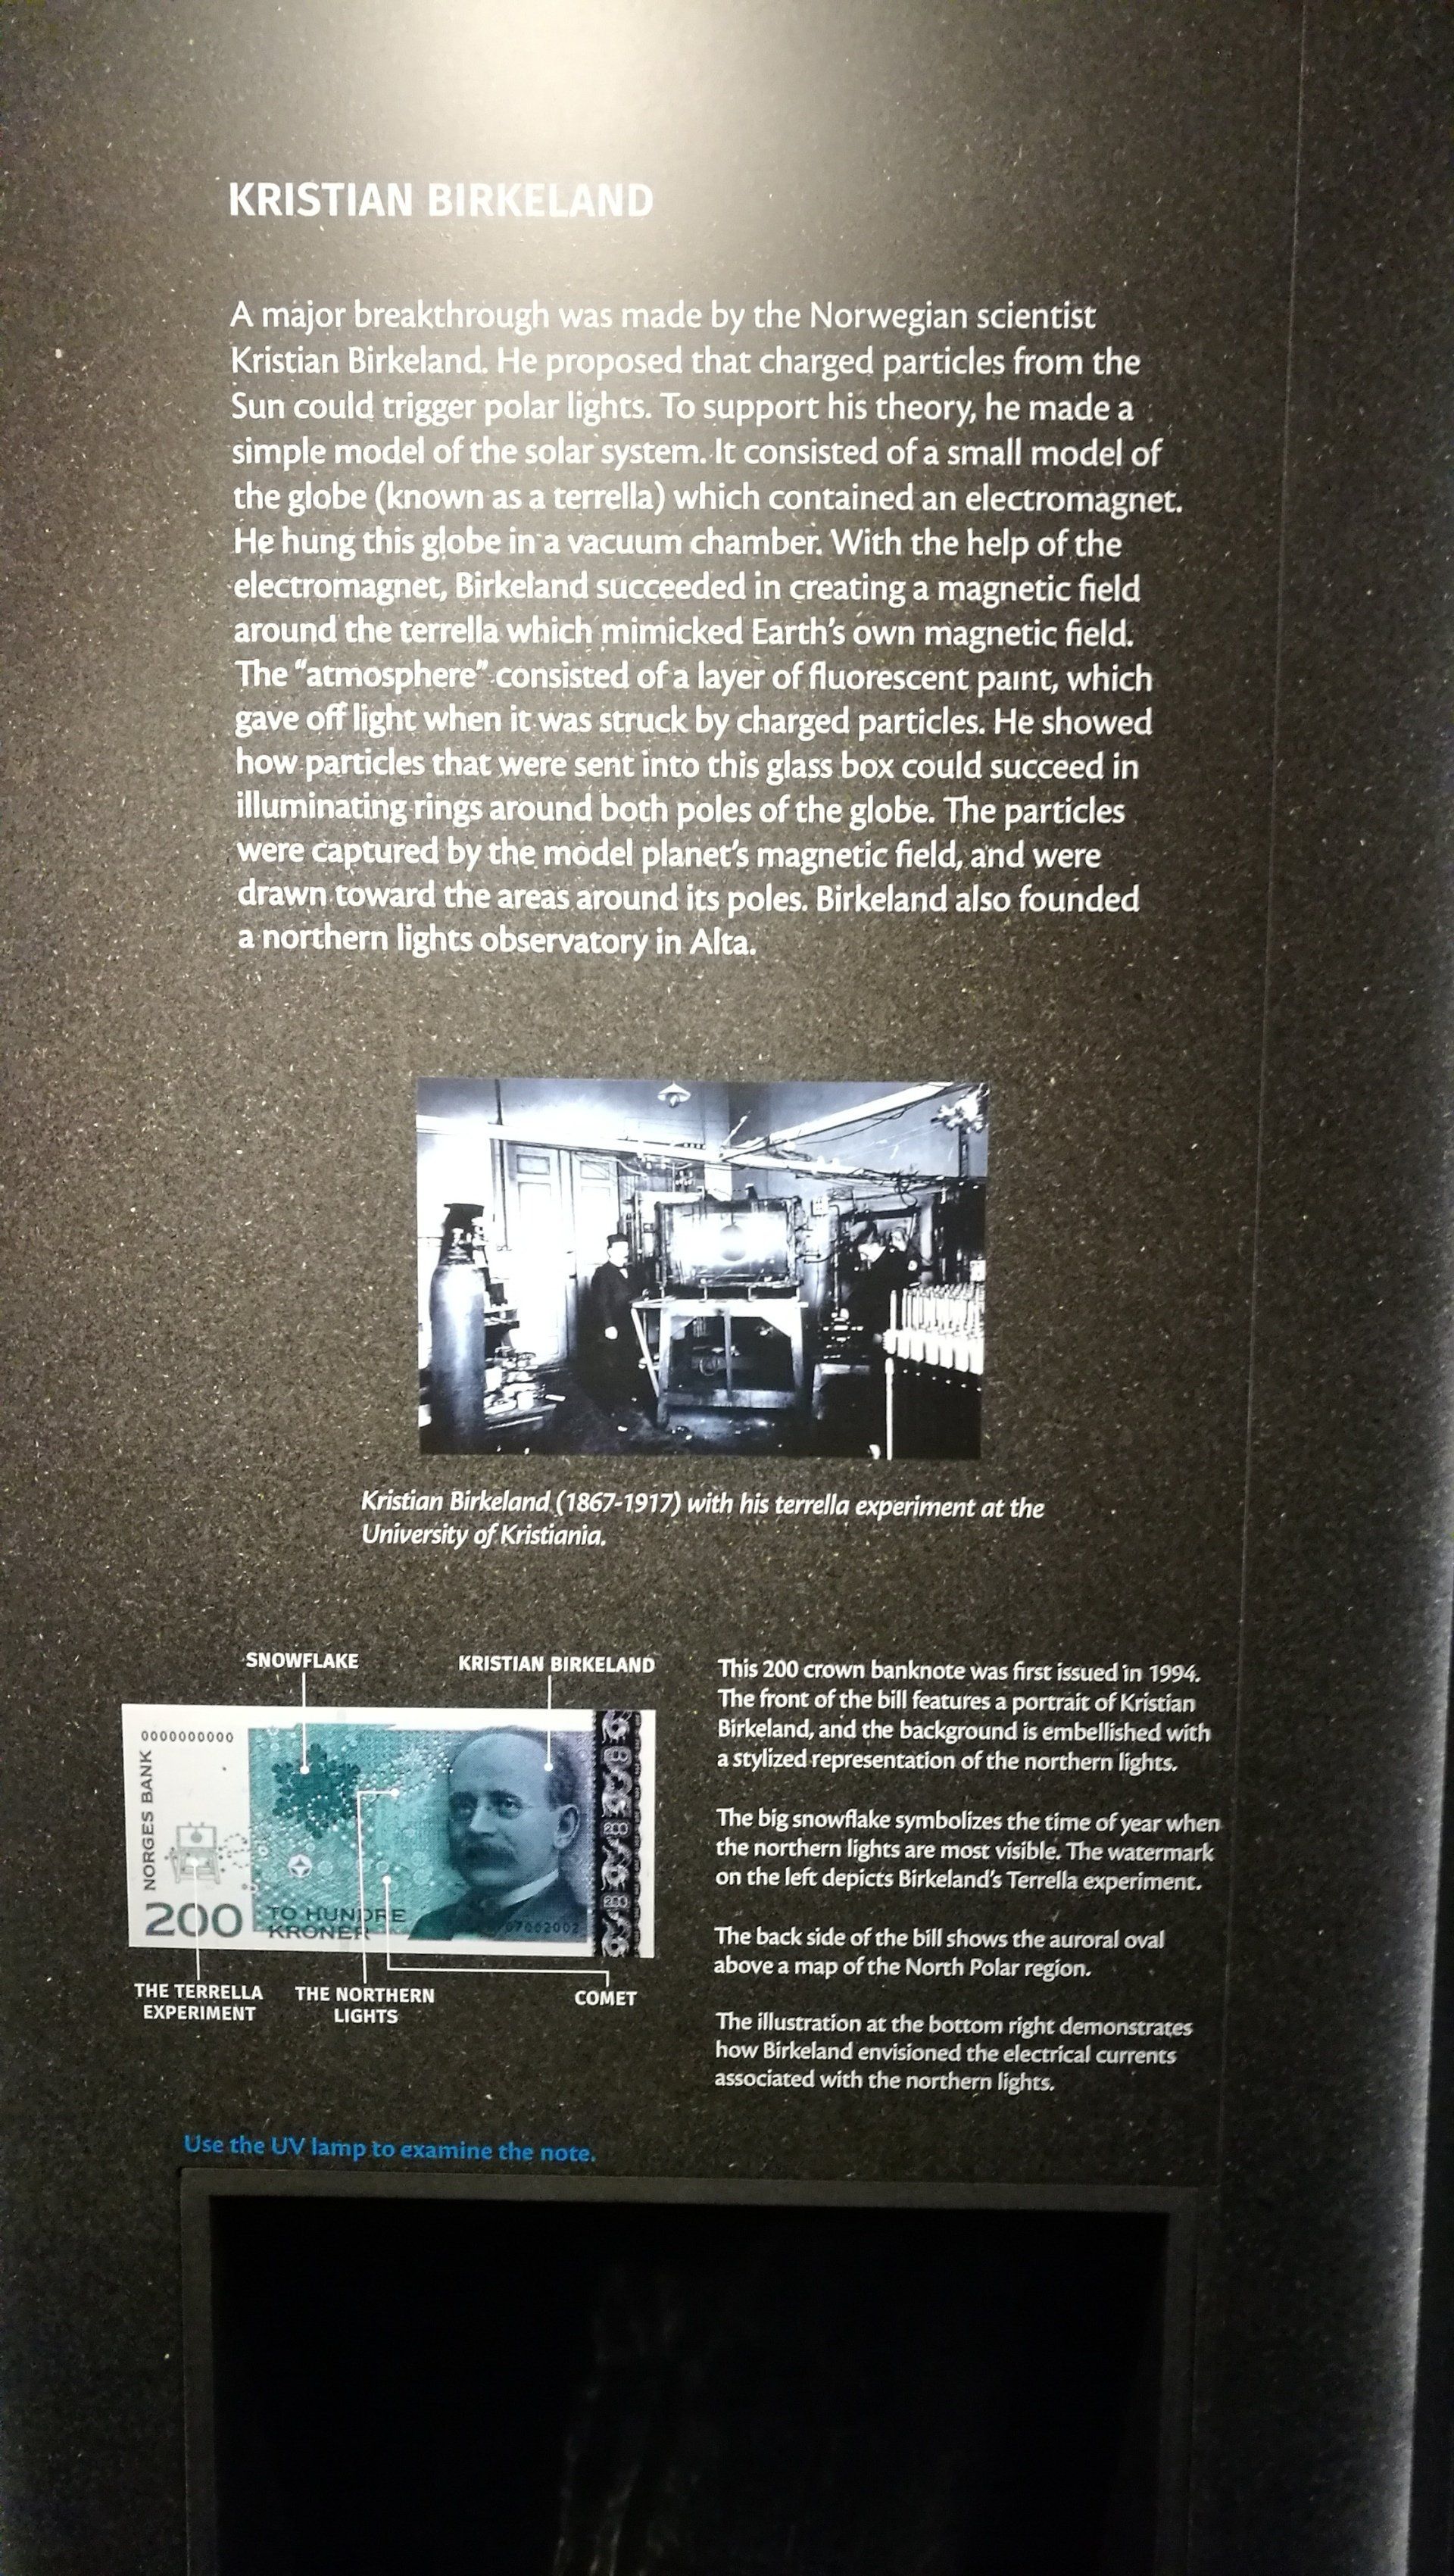 KRISTIAN BIRKELAND
A major breakthrough was made by the Norwegian scientist
Kristian Birkeland. He proposed that charged particles from the
Sun could trigger polar lights. To support his theory, he made a
simple model of the solar system. It consisted of a small model of
the globe (known as a terrella) which contained an electromagnet.
He hung this globe in a vacuum chamber. With the help of the
electromagnet, Birkeland succeeded in creating a magnetic field
around the terrella which mimicked Earth's own magnetic field.
The “atmosphere” consisted of a layer of fluorescent paint, which
gave off light when it was struck by charged particles. He showed
how particles that were sent into this glass box could succeed in
illuminating rings around both poles of the globe. The particles
were captured by the model planet's magnetic field, and were
drawn toward the areas around its poles. Birkeland also founded
a northern lights observatory in Alta.
Kristian Birkeland (1867-1917) with his terrella experiment at the
University of Kristiania.
SNOWFLAKE
KRISTIAN BIRKELAND
0000000000
NORGES BANK
200
TO HUNDRE
KRONER
200
200
200
THE TERRELLA
EXPERIMENT
THE NORTHERN
LIGHTS
COMET
This 200 crown banknote was first issued in 1994.
The front of the bill features a portrait of Kristian
Birkeland, and the background is embellished with
a stylized representation of the northern lights.
The big snowflake symbolizes the time of year when
the northern lights are most visible. The watermark
on the left depicts Birkeland's Terrella experiment.
The back side of the bill shows the auroral oval
above a map of the North Polar region.
The illustration at the bottom right demonstrates
how Birkeland envisioned the electrical currents
associated with the northern lights.
Use the UV lamp to examine the note.